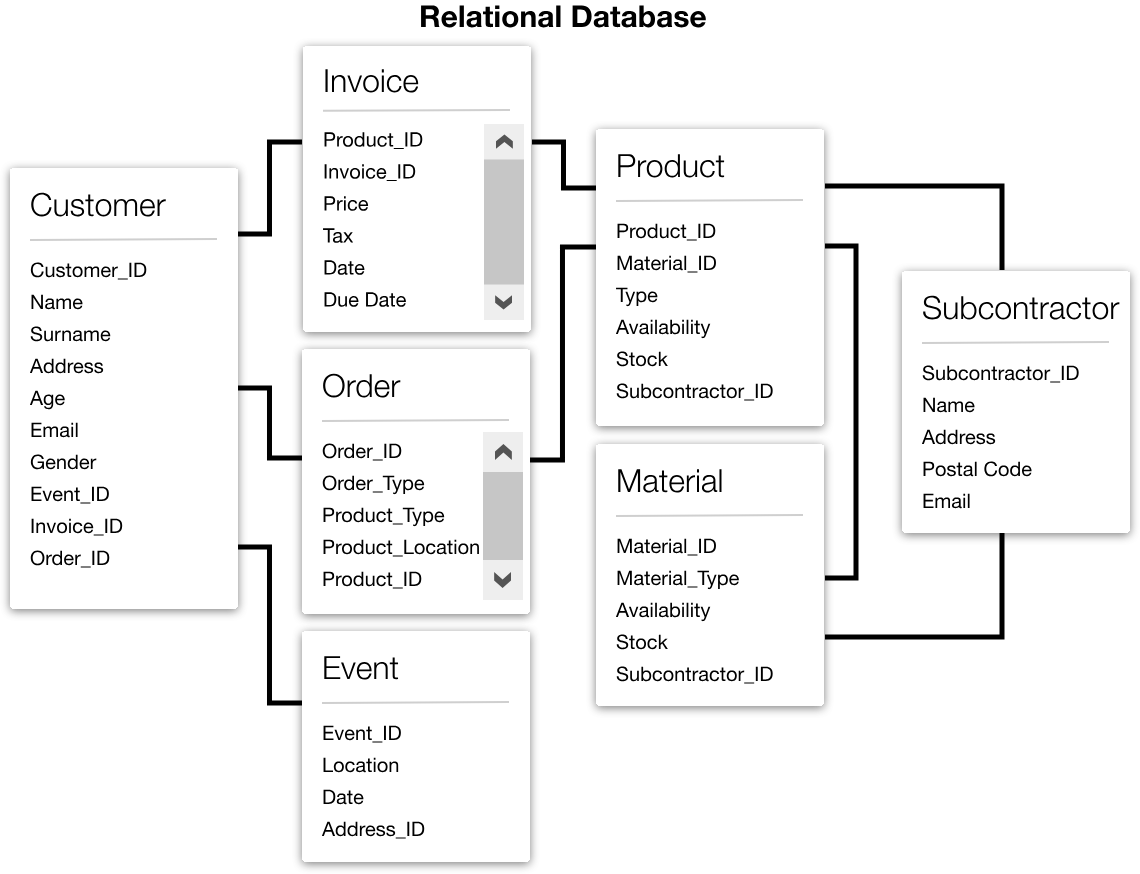 Relational Database
Customer
Customer_ID
Name
Surname
Address
Age
Email
Gender
Event_ID
Invoice_ID
Order_ID
Invoice
Product_ID
Invoice_ID
Price
Tax
Date
Due Date
Order
Order_ID
Order_Type
Product_Type
Product_Location
Product_ID
Event
Event_ID
Location
Date
Address_ID
Product
Product_ID
Material_ID
Type
Availability
Stock
Subcontractor_ID
Material
Material_ID
Material_Type
Availability
Stock
Subcontractor_ID
Subcontractor
Subcontractor_ID
Name
Address
Postal Code
Email